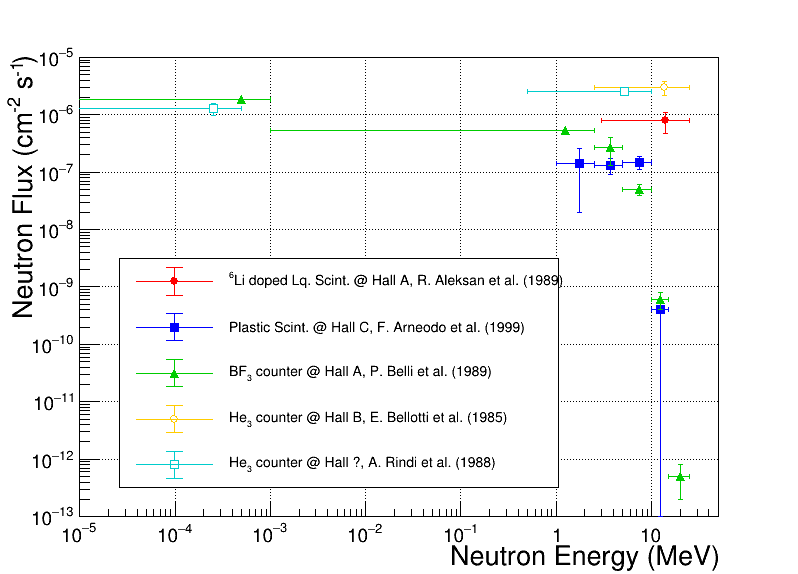 Neutron Flux (cm⁻² s⁻¹)
10⁻⁵
10⁻⁶
10⁻⁷
10⁻⁸
10⁻⁹
10⁻¹⁰
10⁻¹¹
10⁻¹²
10⁻¹³
⁶Li doped Lq. Scint. @ Hall A, R. Aleksan et al. (1989)
Plastic Scint. @ Hall C, F. Arneodo et al. (1999)
BF₃ counter @ Hall A, P. Belli et al. (1989)
He₃ counter @ Hall B, E. Bellotti et al. (1985)
He₃ counter @ Hall ?, A. Rindi et al. (1988)
10⁻⁵ 10⁻⁴ 10⁻³ 10⁻² 10⁻¹ 1 10
Neutron Energy (MeV)